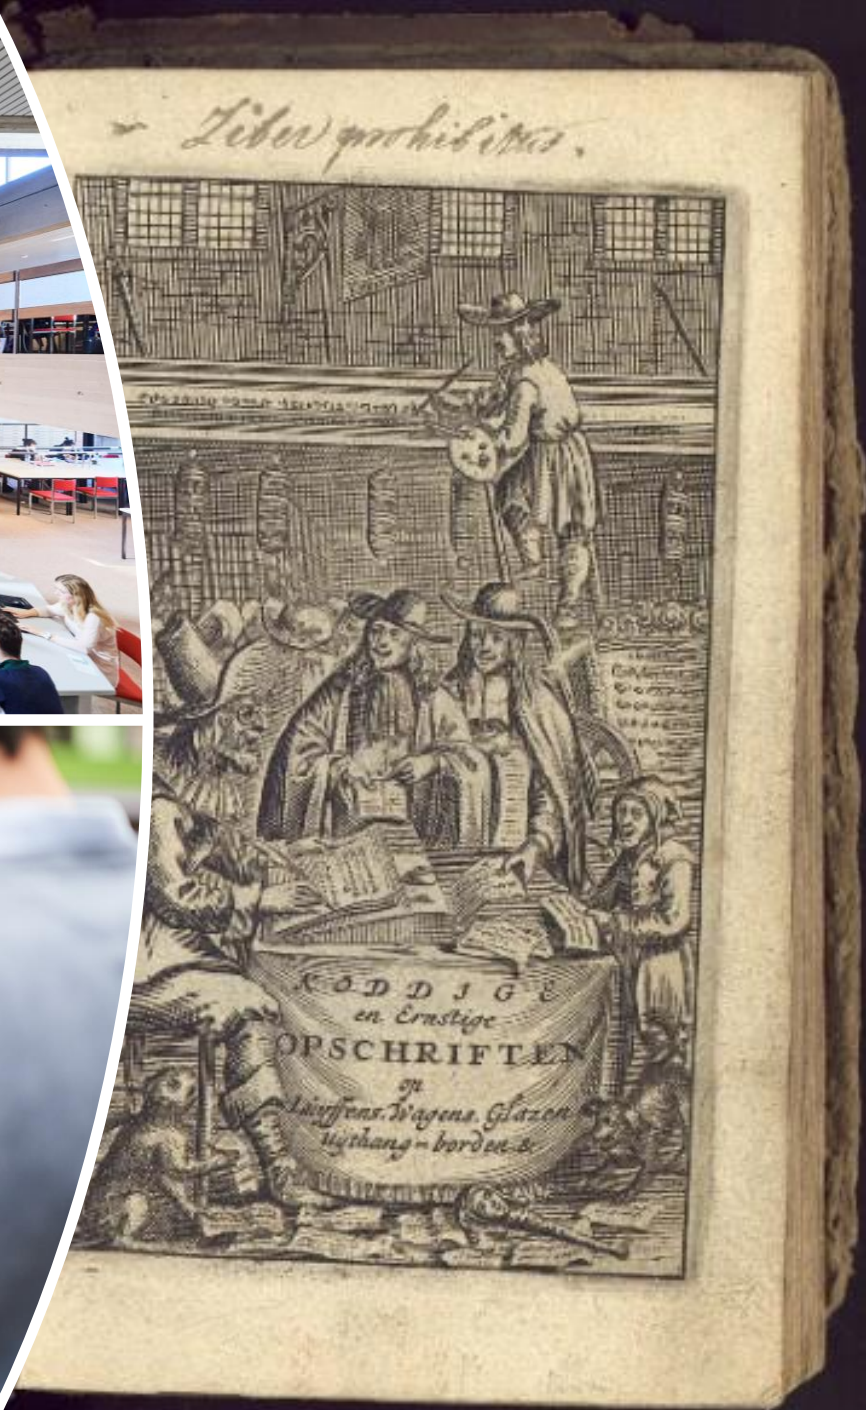 Liber prohibitus.
KODDIGE
en Ernstige
OPSCHRIFTEN
op
Luyffens, Wagens, Glazen
Uythang-borden &